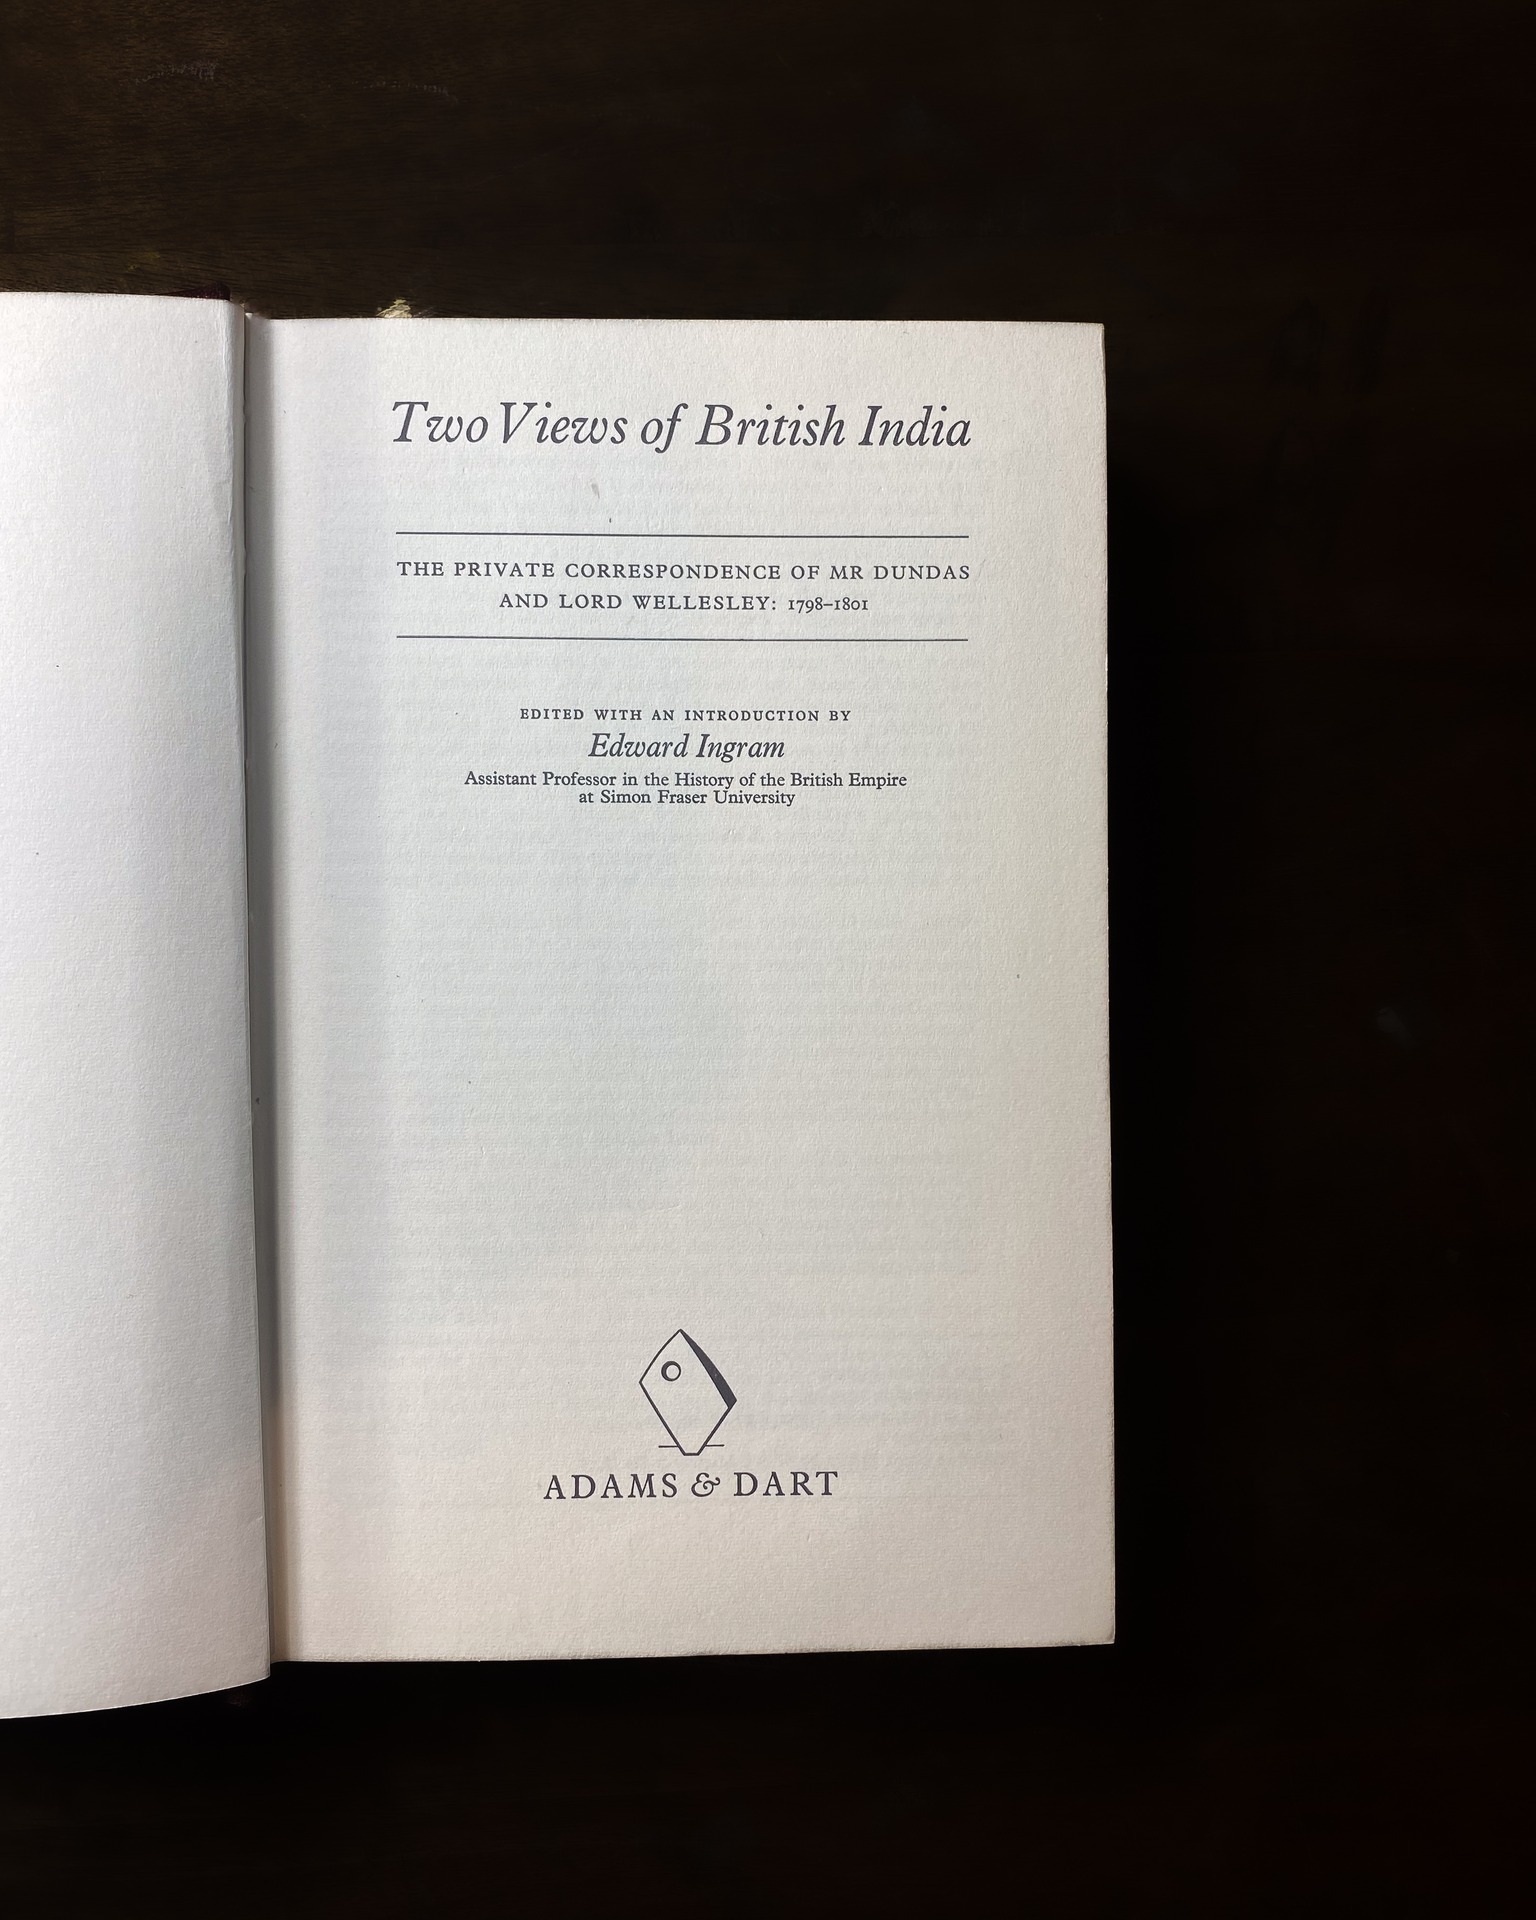 Two Views of British India
THE PRIVATE CORRESPONDENCE OF MR DUNDAS
AND LORD WELLESLEY: 1798–1801
EDITED WITH AN INTRODUCTION BY
Edward Ingram
Assistant Professor in the History of the British Empire
at Simon Fraser University
ADAMS & DART